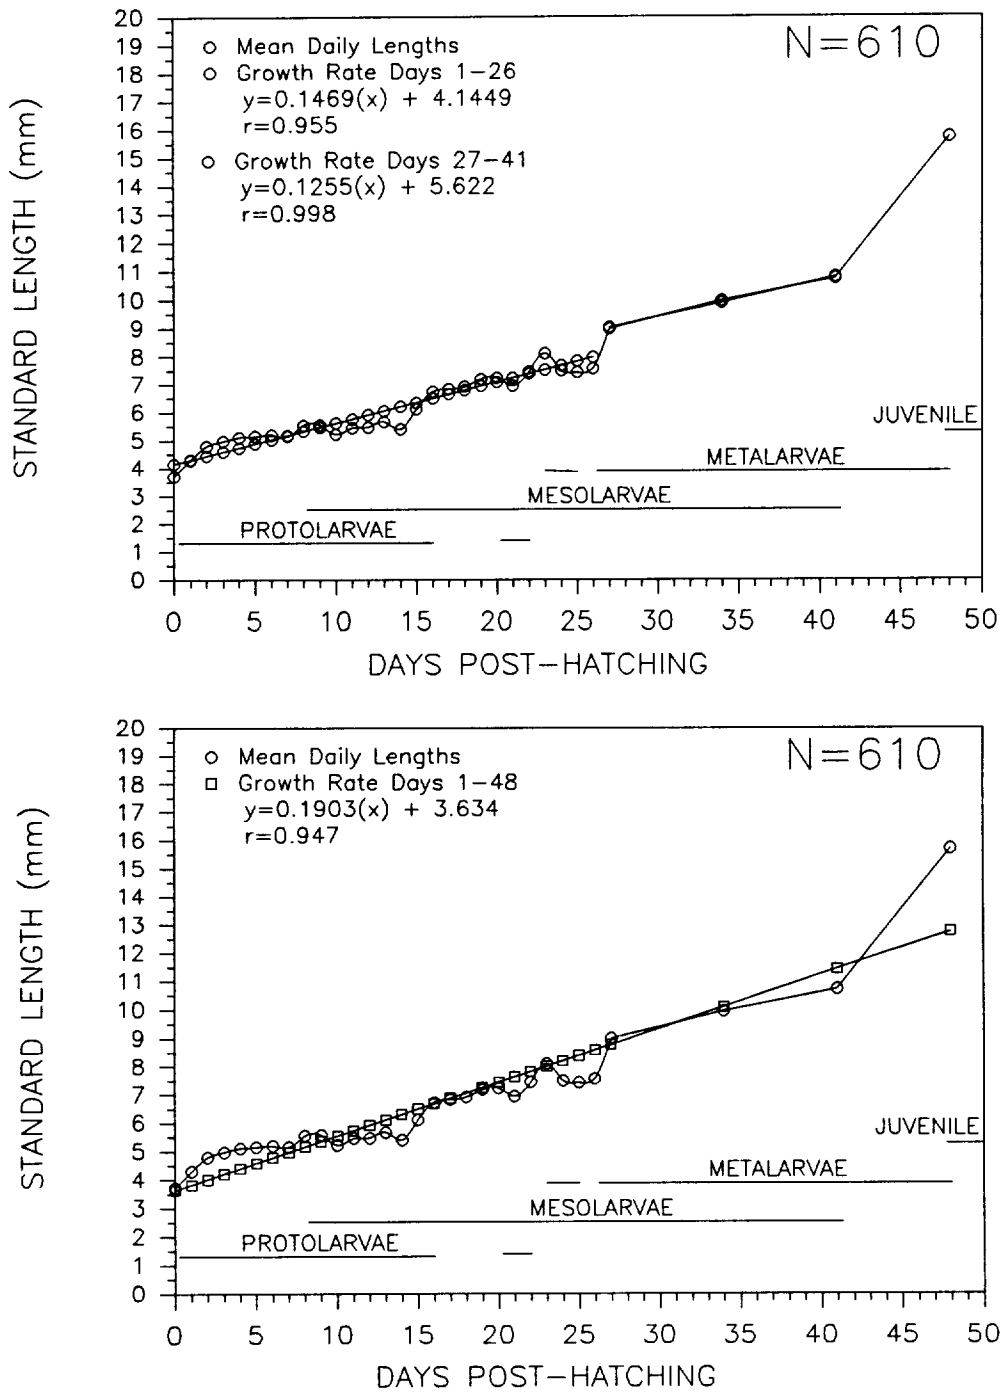 N=610
Mean Daily Lengths
Growth Rate Days 1-26
y=0.1469(x) + 4.1449
r=0.955
Growth Rate Days 27-41
y=0.1255(x) + 5.622
r=0.998
STANDARD LENGTH (mm)
20
19
18
17
16
15
14
13
12
11
10
9
8
7
6
5
4
3
2
1
0
JUVENILE
METALARVAE
MESOLARVAE
PROTOLARVAE
0 5 10 15 20 25 30 35 40 45 50
DAYS POST-HATCHING
N=610
Mean Daily Lengths
Growth Rate Days 1-48
y=0.1903(x) + 3.634
r=0.947
STANDARD LENGTH (mm)
20
19
18
17
16
15
14
13
12
11
10
9
8
7
6
5
4
3
2
1
0
JUVENILE
METALARVAE
MESOLARVAE
PROTOLARVAE
0 5 10 15 20 25 30 35 40 45 50
DAYS POST-HATCHING